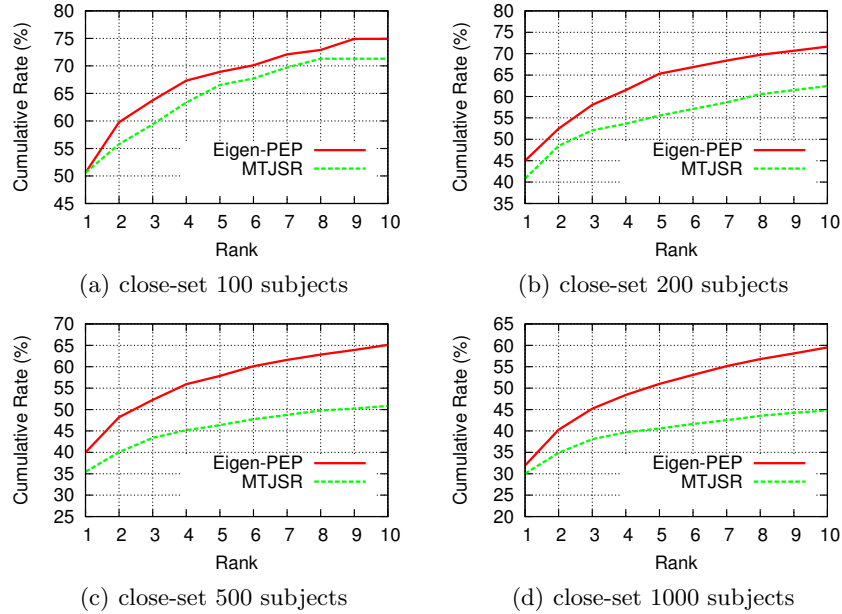 Cumulative Rate (%)
80
75
70
65
60
55
50
45
1 2 3 4 5 6 7 8 9 10
Rank
Eigen-PEP
MTJSR
(a) close-set 100 subjects
Cumulative Rate (%)
80
75
70
65
60
55
50
45
40
35
1 2 3 4 5 6 7 8 9 10
Rank
Eigen-PEP
MTJSR
(b) close-set 200 subjects
Cumulative Rate (%)
70
65
60
55
50
45
40
35
30
25
1 2 3 4 5 6 7 8 9 10
Rank
Eigen-PEP
MTJSR
(c) close-set 500 subjects
Cumulative Rate (%)
65
60
55
50
45
40
35
30
25
20
1 2 3 4 5 6 7 8 9 10
Rank
Eigen-PEP
MTJSR
(d) close-set 1000 subjects